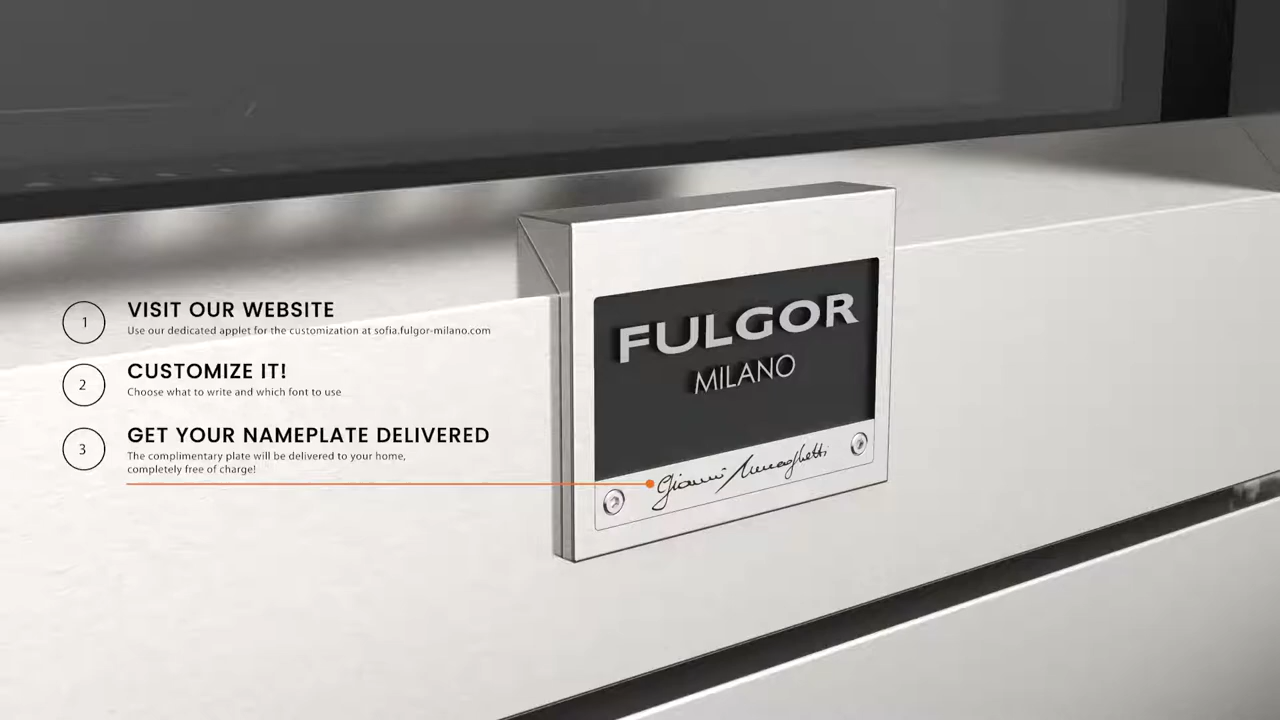 1
VISIT OUR WEBSITE
Use our dedicated applet for the customization at sofia.fulgor-milano.com
2
CUSTOMIZE IT!
Choose what to write and which font to use
3
GET YOUR NAMEPLATE DELIVERED
The complimentary plate will be delivered to your home,
completely free of charge!
FULGOR
MILANO
Gianni